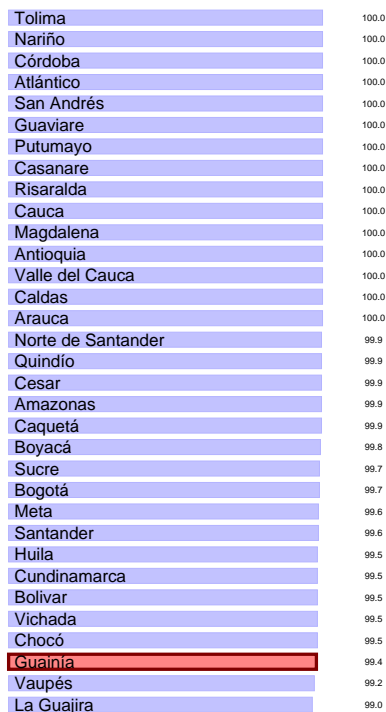 Tolima 100.0
Nariño 100.0
Córdoba 100.0
Atlántico 100.0
San Andrés 100.0
Guaviare 100.0
Putumayo 100.0
Casanare 100.0
Risaralda 100.0
Cauca 100.0
Magdalena 100.0
Antioquia 100.0
Valle del Cauca 100.0
Caldas 100.0
Arauca 100.0
Norte de Santander 99.9
Quindío 99.9
Cesar 99.9
Amazonas 99.9
Caquetá 99.9
Boyacá 99.8
Sucre 99.7
Bogotá 99.7
Meta 99.6
Santander 99.6
Huila 99.5
Cundinamarca 99.5
Bolivar 99.5
Vichada 99.5
Chocó 99.5
Guainía 99.4
Vaupés 99.2
La Guajira 99.0